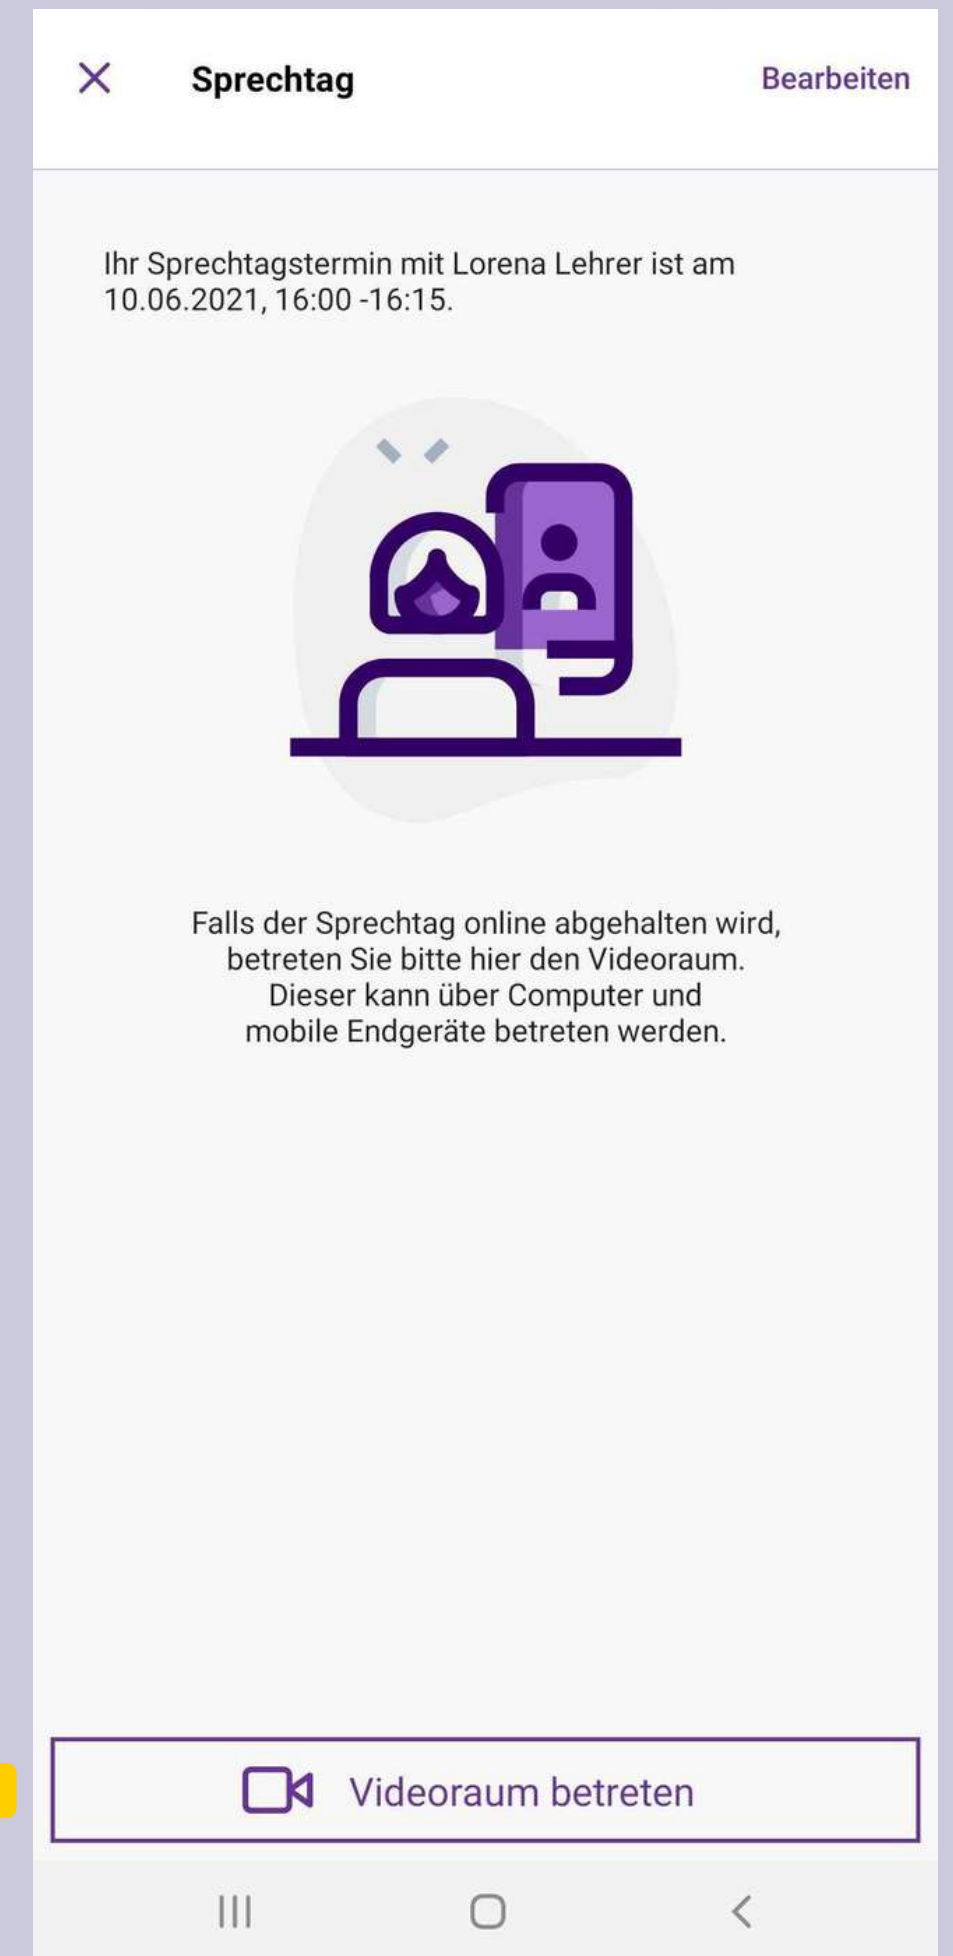 Sprechtag
Bearbeiten
Ihr Sprechtagstermin mit Lorena Lehrer ist am
10.06.2021, 16:00 -16:15.
Falls der Sprechtag online abgehalten wird,
betreten Sie bitte hier den Videoraum.
Dieser kann über Computer und
mobile Endgeräte betreten werden.
Videoraum betreten